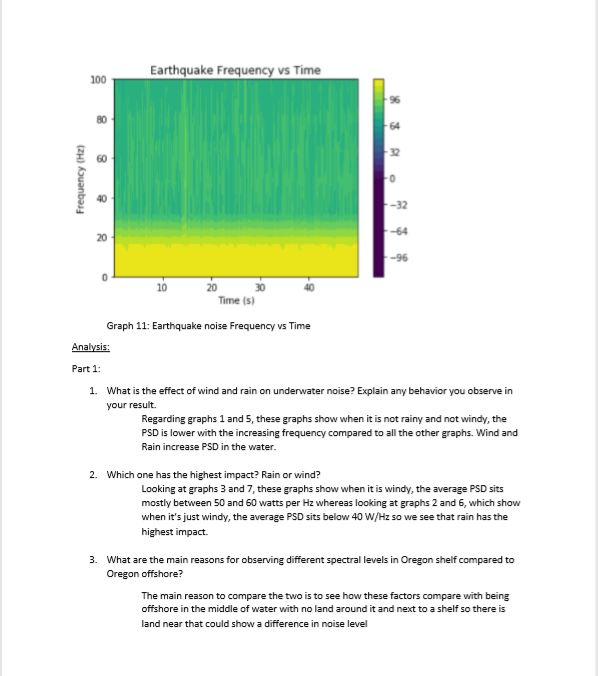 Earthquake Frequency vs Time
100
80
60
40
20
0
Frequency (Hz)
10 20 30 40
Time (s)
96
64
32
0
-32
-64
-96
Graph 11: Earthquake noise Frequency vs Time
Analysis:
Part 1:
1. What is the effect of wind and rain on underwater noise? Explain any behavior you observe in
your result.
Regarding graphs 1 and 5, these graphs show when it is not rainy and not windy, the
PSD is lower with the increasing frequency compared to all the other graphs. Wind and
Rain increase PSD in the water.
2. Which one has the highest impact? Rain or wind?
Looking at graphs 3 and 7, these graphs show when it is windy, the average PSD sits
mostly between 50 and 60 watts per Hz whereas looking at graphs 2 and 6, which show
when it's just windy, the average PSD sits below 40 W/Hz so we see that rain has the
highest impact.
3. What are the main reasons for observing different spectral levels in Oregon shelf compared to
Oregon offshore?
The main reason to compare the two is to see how these factors compare with being
offshore in the middle of water with no land around it and next to a shelf so there is
land near that could show a difference in noise level